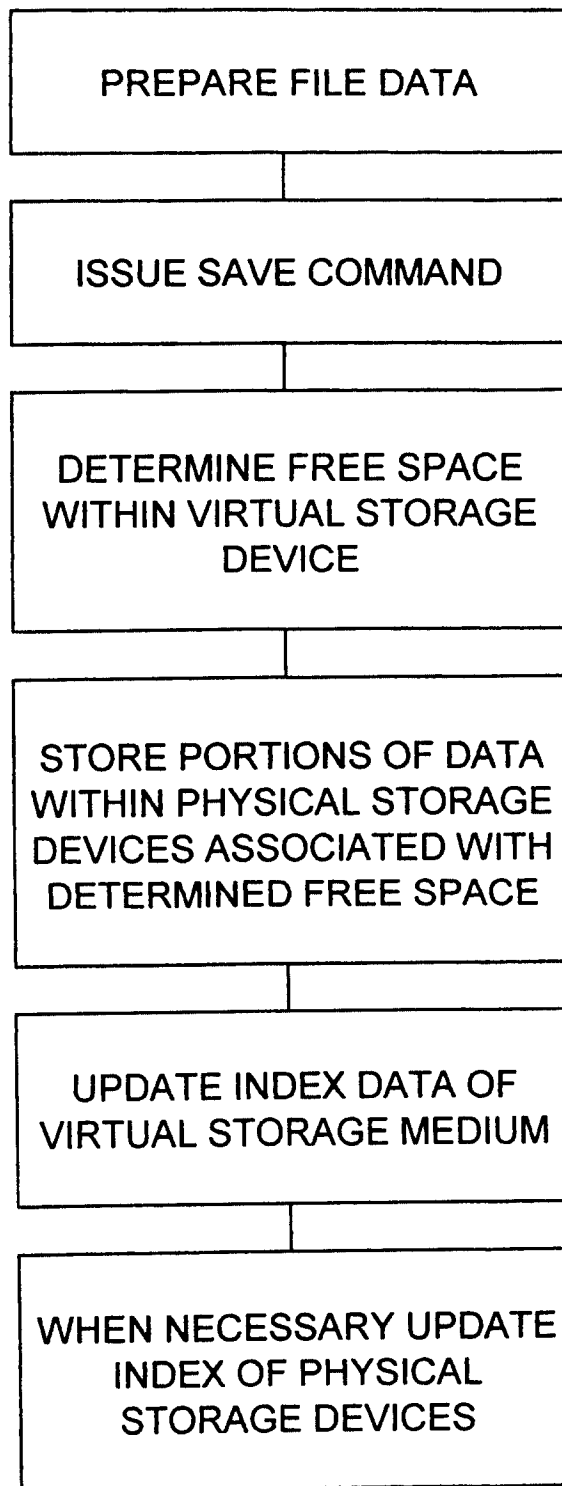 PREPARE FILE DATA
ISSUE SAVE COMMAND
DETERMINE FREE SPACE
WITHIN VIRTUAL STORAGE
DEVICE
STORE PORTIONS OF DATA
WITHIN PHYSICAL STORAGE
DEVICES ASSOCIATED WITH
DETERMINED FREE SPACE
UPDATE INDEX DATA OF
VIRTUAL STORAGE MEDIUM
WHEN NECESSARY UPDATE
INDEX OF PHYSICAL
STORAGE DEVICES